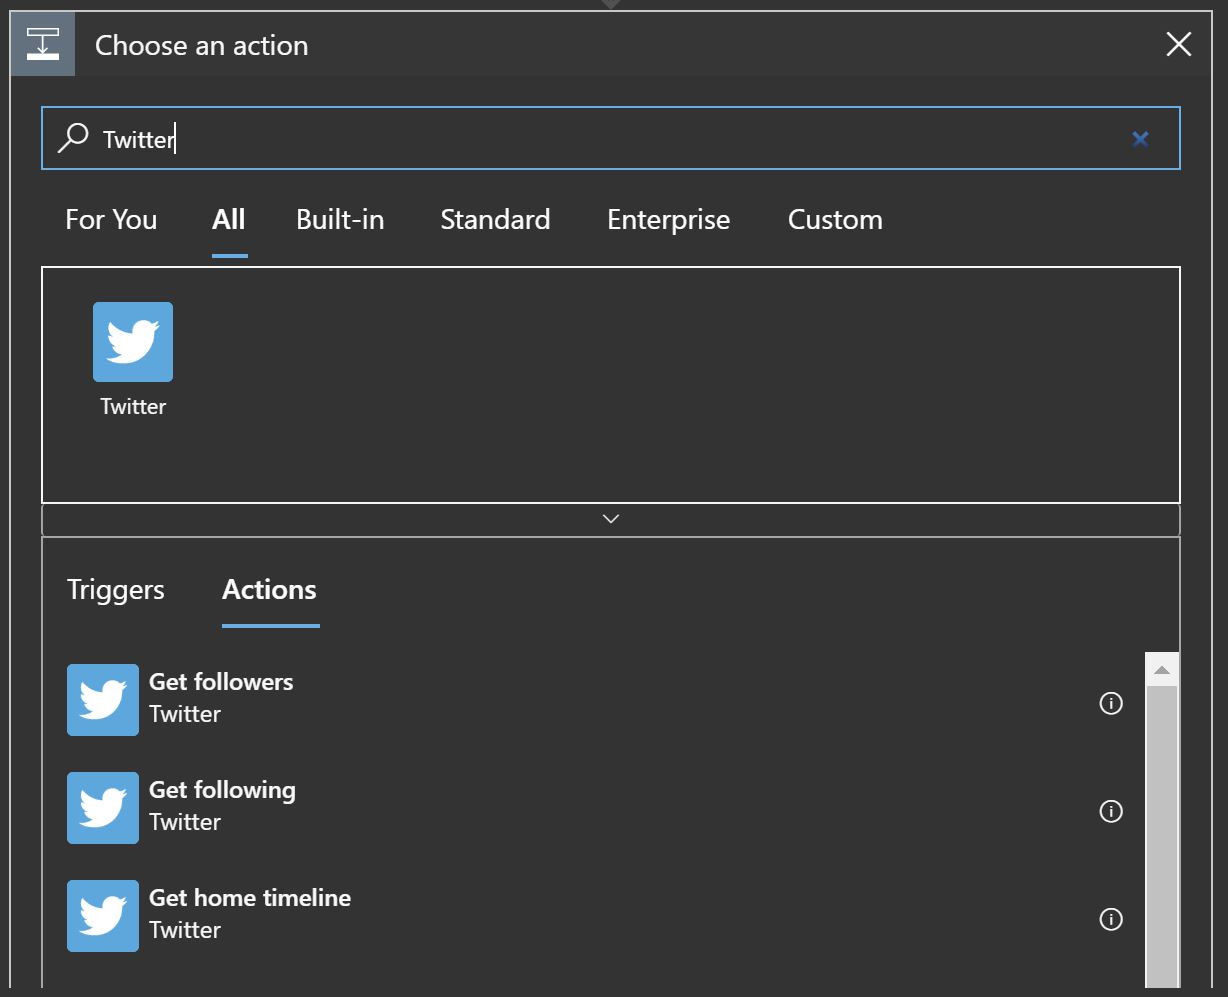 Choose an action
Twitter
For You All Built-in Standard Enterprise Custom
Twitter
Triggers Actions
Get followers
Twitter
Get following
Twitter
Get home timeline
Twitter